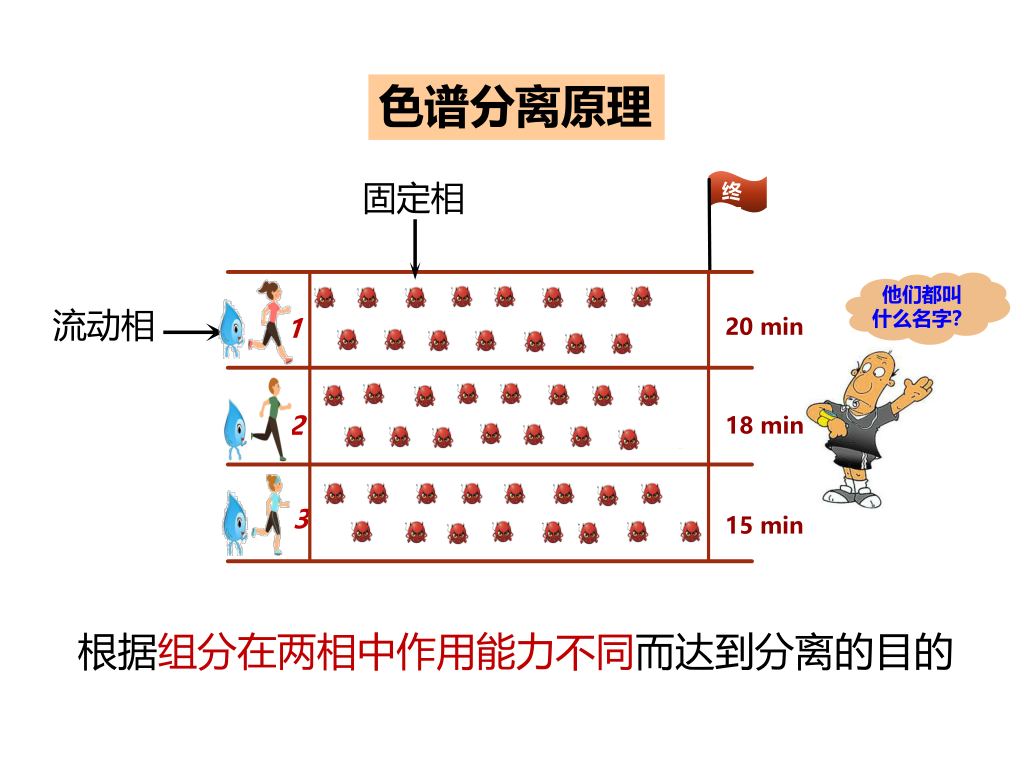 色谱分离原理
固定相
终
流动相
他们都叫
什么名字?
1
20 min
2
18 min
3
15 min
根据组分在两相中作用能力不同而达到分离的目的